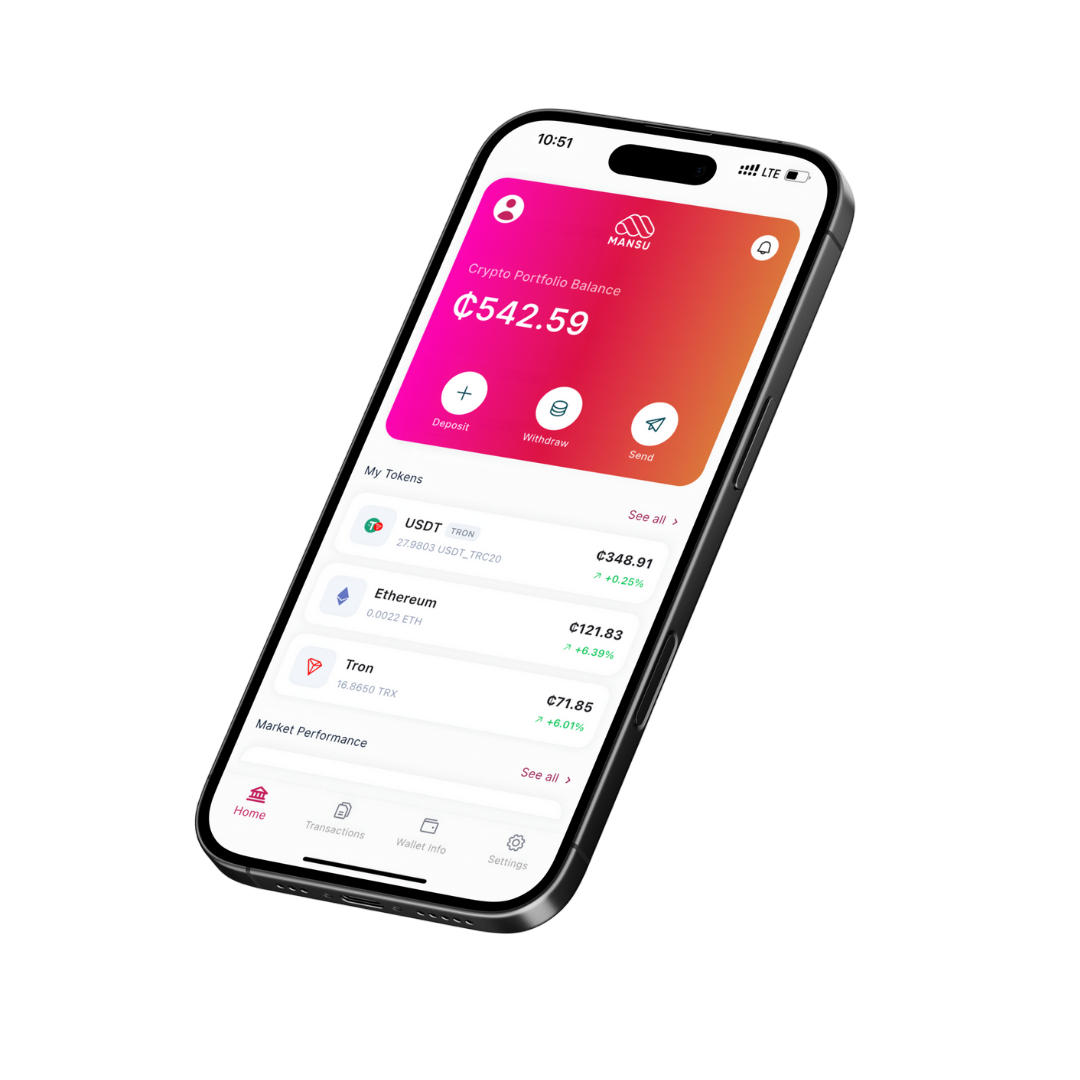 10:51
LTE
MANSU
Crypto Portfolio Balance
₵542.59
Deposit
Withdraw
Send
My Tokens
See all
USDT TRON
27.9803 USDT_TRC20
₵348.91
+0.25%
Ethereum
0.0022 ETH
₵121.83
+6.39%
Tron
16.8650 TRX
₵71.85
+6.01%
Market Performance
See all
Home
Transactions
Wallet Info
Settings